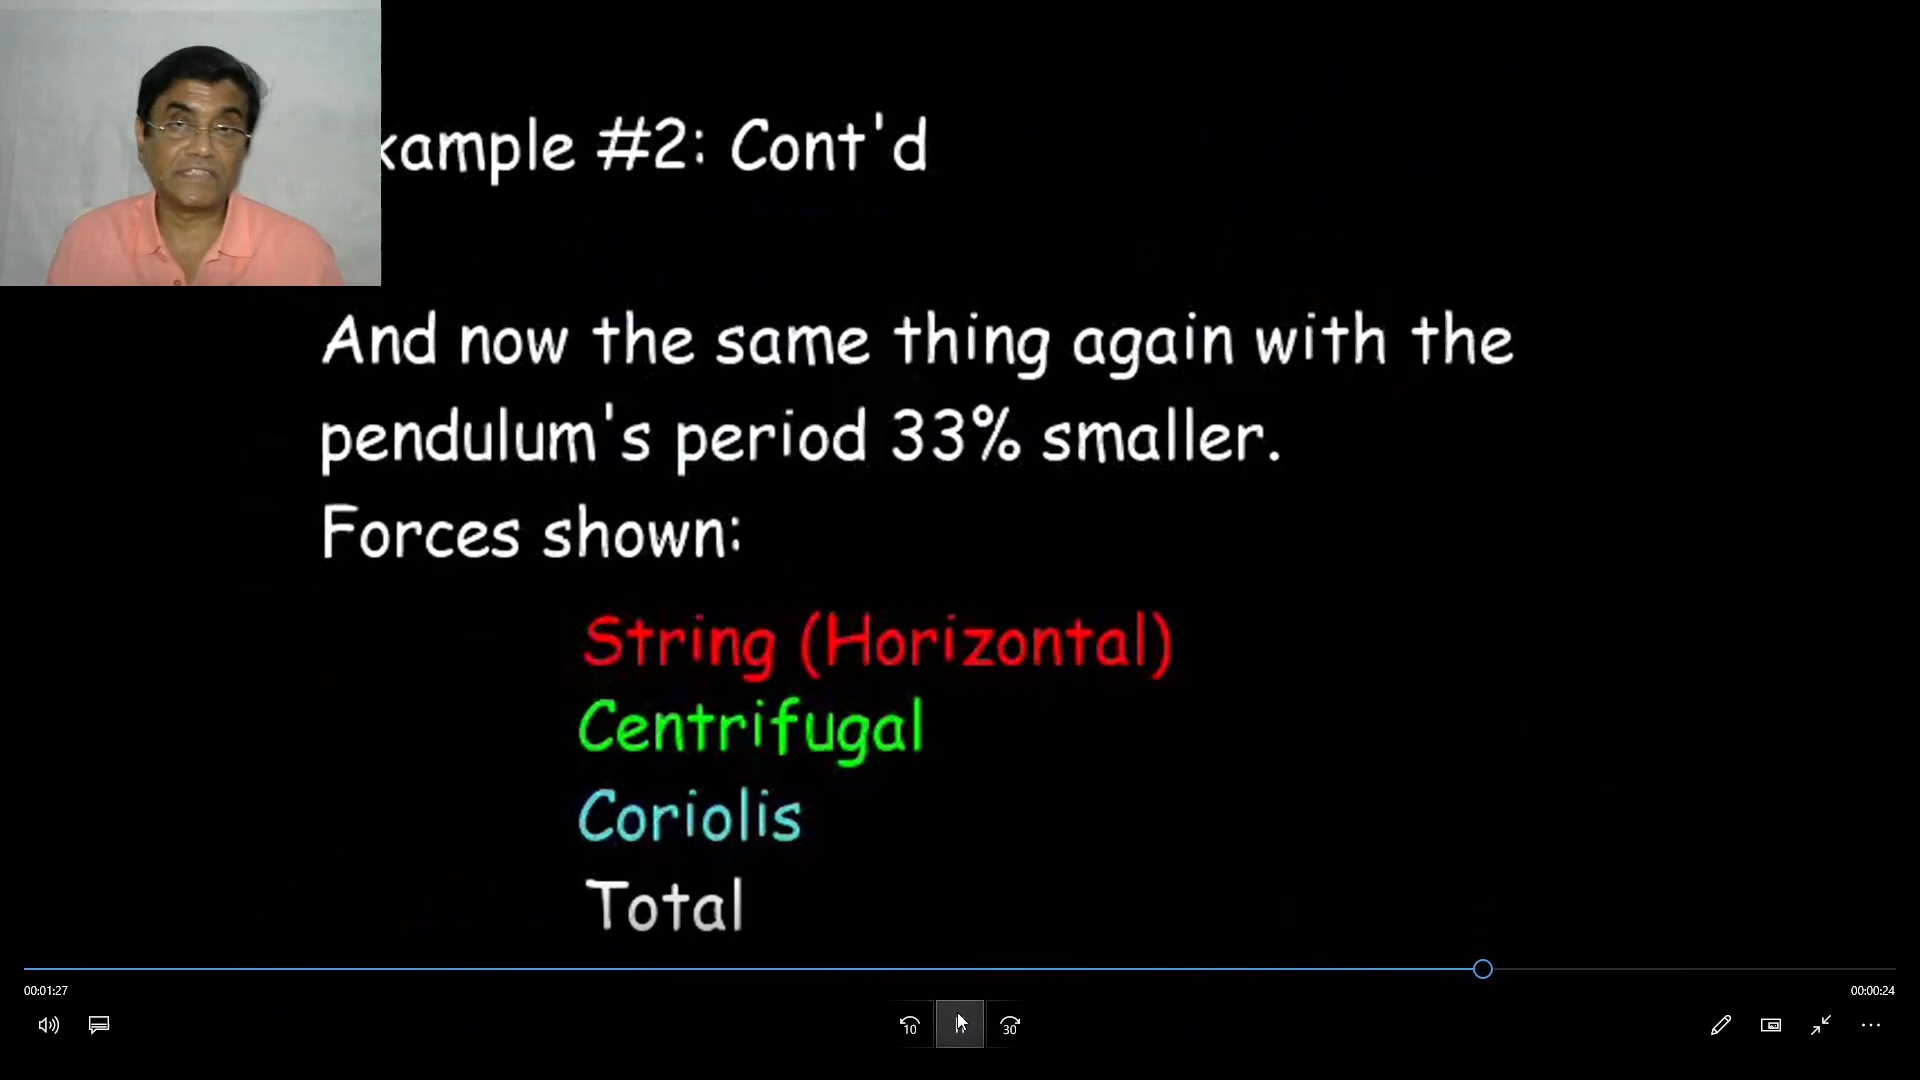 xample #2: Cont'd
And now the same thing again with the
pendulum's period 33% smaller.
Forces shown:
String (Horizontal)
Centrifugal
Coriolis
Total
00:01:27
00:00:24
10
30